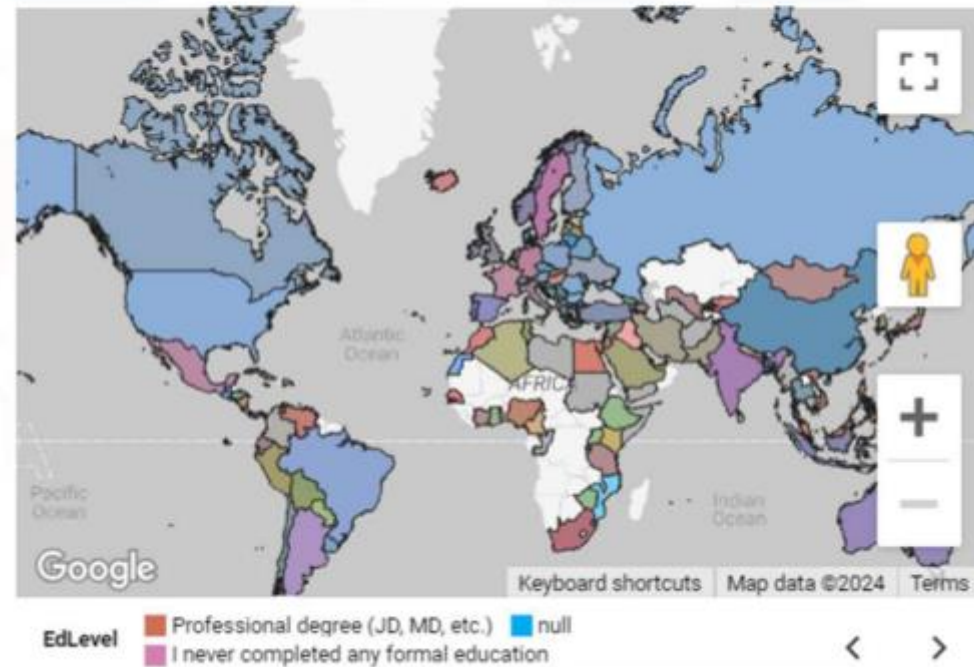 Atlantic
Ocean
AFRICA
Pacific
Ocean
Indian
Ocean
Google
Keyboard shortcuts
Map data ©2024
Terms
EdLevel
Professional degree (JD, MD, etc.)
null
I never completed any formal education